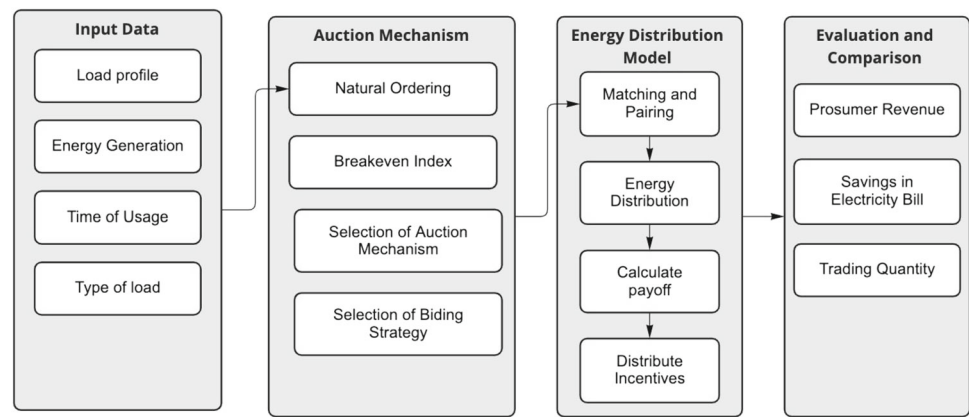 Input Data
Load profile
Energy Generation
Time of Usage
Type of load
Auction Mechanism
Natural Ordering
Breakeven Index
Selection of Auction
Mechanism
Selection of Biding
Strategy
Energy Distribution
Model
Matching and
Pairing
Energy
Distribution
Calculate
payoff
Distribute
Incentives
Evaluation and
Comparison
Prosumer Revenue
Savings in
Electricity Bill
Trading Quantity